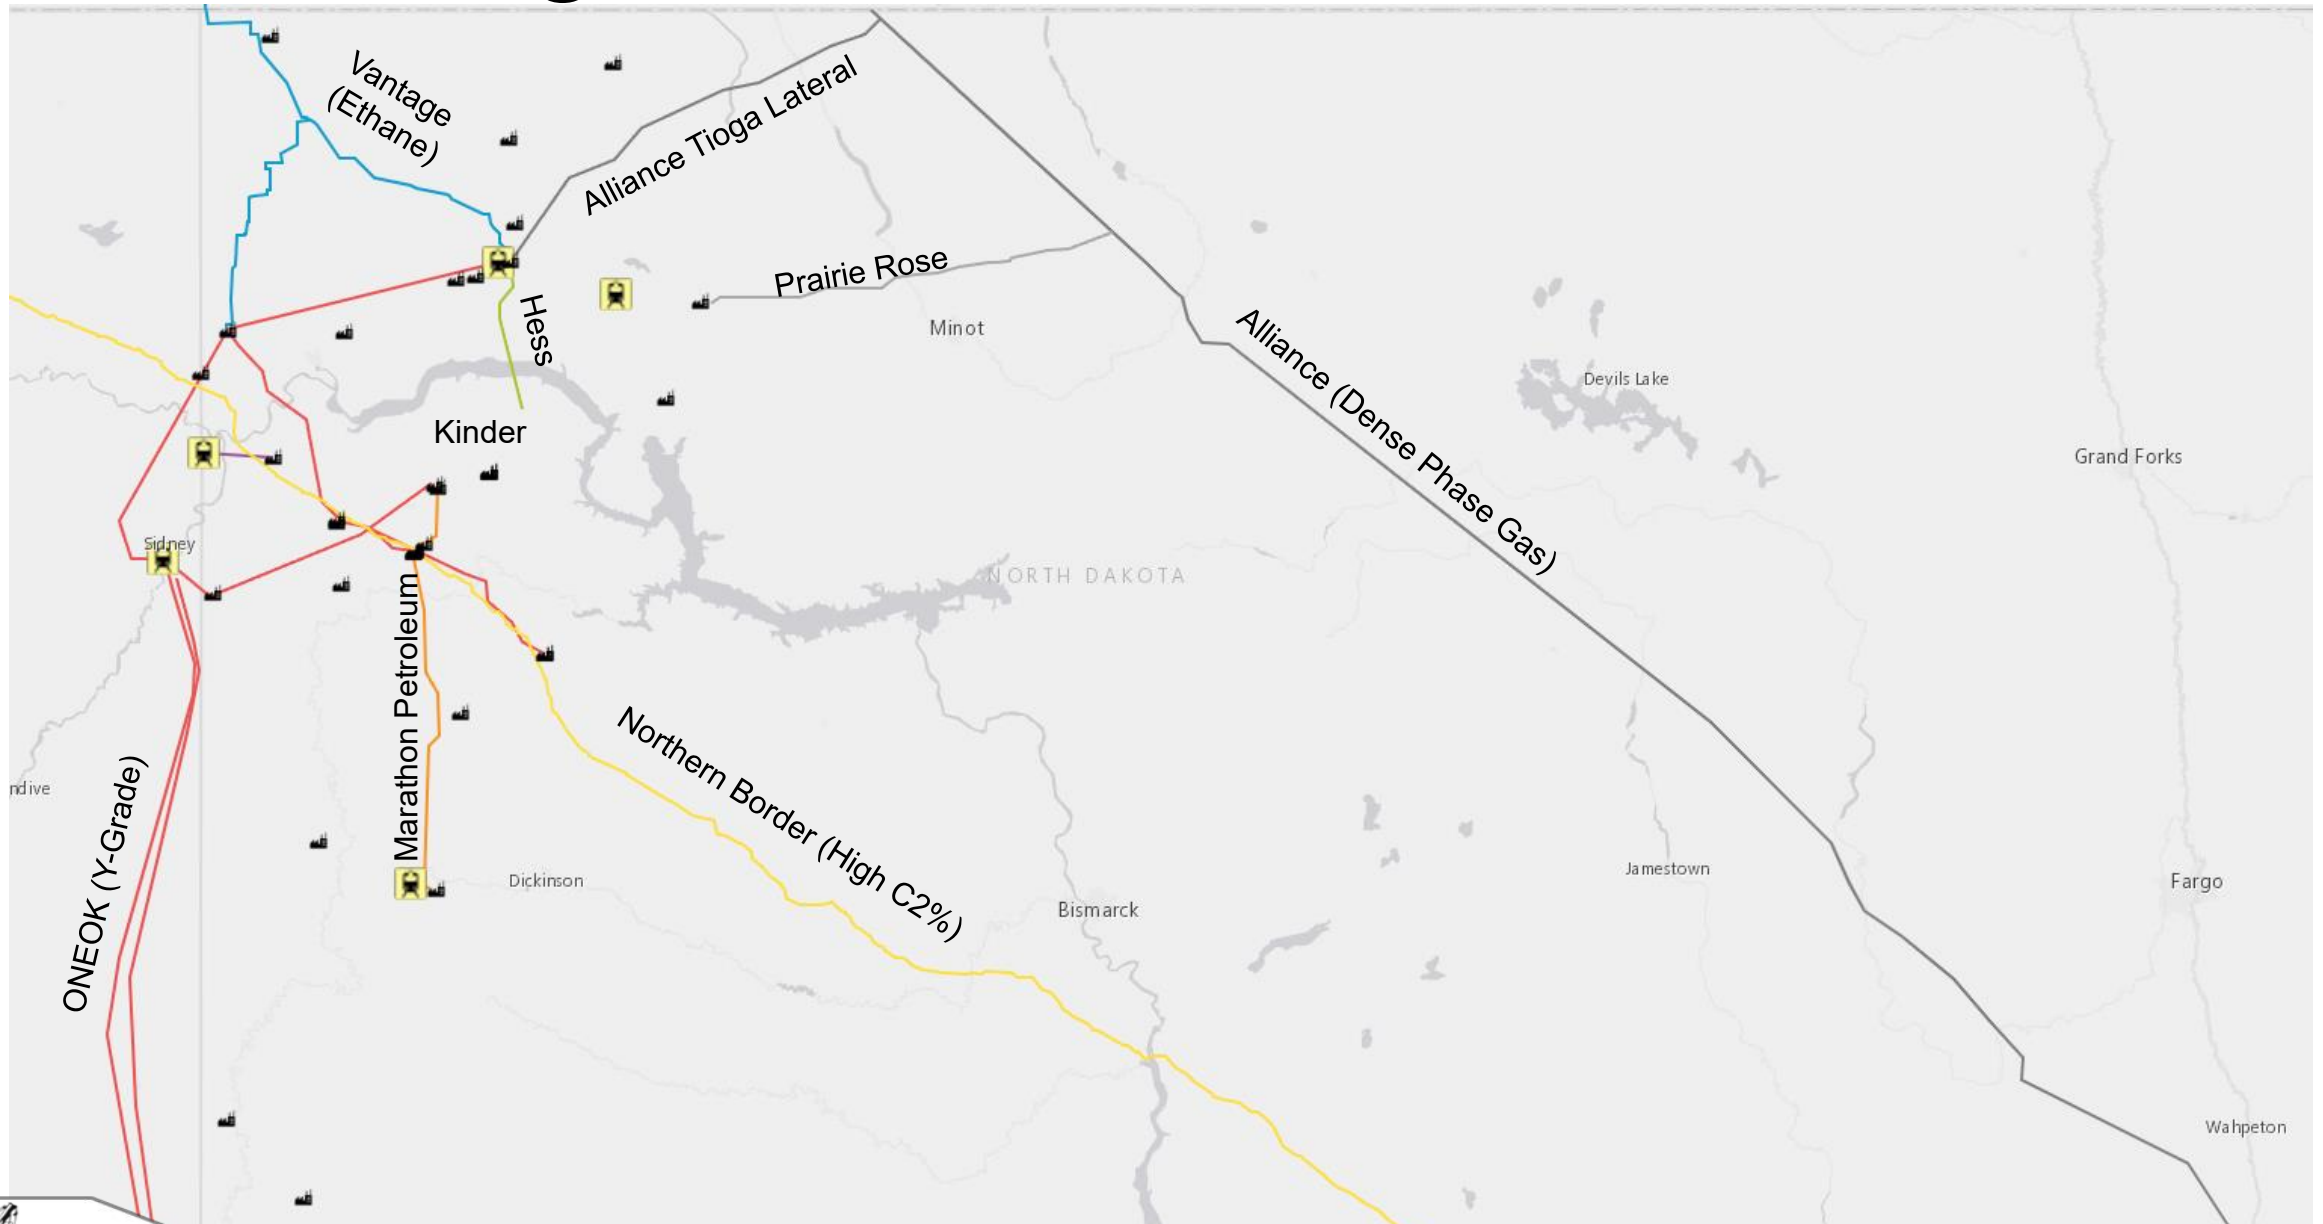 Vantage
(Ethane)
Alliance Tioga Lateral
Prairie Rose
Hess
Minot
Alliance (Dense Phase Gas)
Devils Lake
Kinder
Grand Forks
Sidney
NORTH DAKOTA
Marathon Petroleum
Northern Border (High C2%)
ndive
ONEOK (Y-Grade)
Dickinson
Bismarck
Jamestown
Fargo
Wahpeton